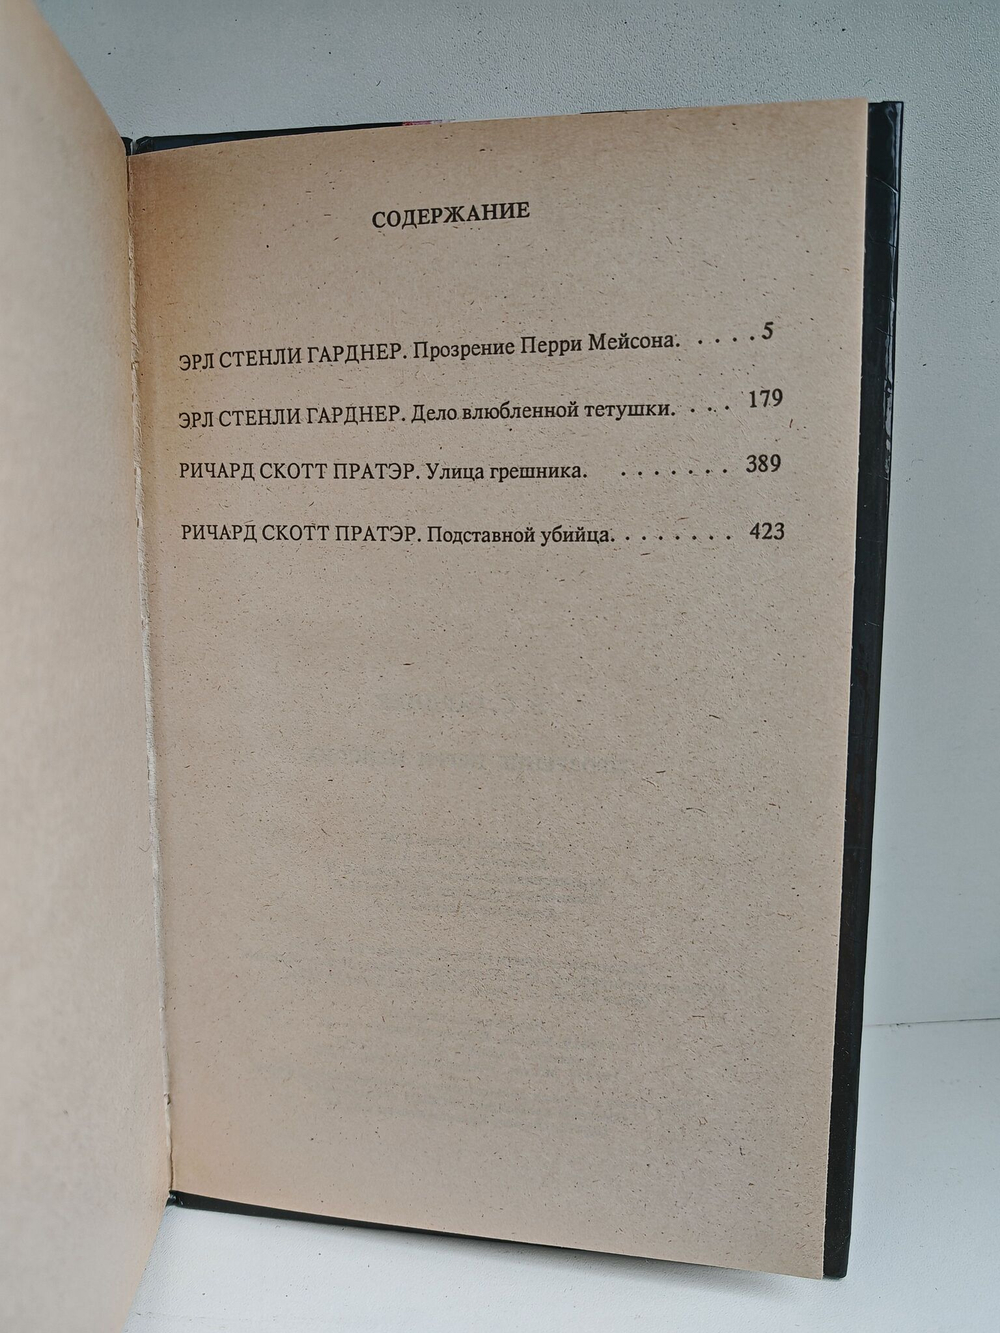 СОДЕРЖАНИЕ
ЭРЛ СТЕНЛИ ГАРДНЕР. Прозрение Перри Мейсона. . . . . 5
ЭРЛ СТЕНЛИ ГАРДНЕР. Дело влюбленной тетушки. . . . 179
РИЧАРД СКОТТ ПРАТЭР. Улица грешника. . . . . . . . 389
РИЧАРД СКОТТ ПРАТЭР. Подставной убийца. . . . . . . . 423